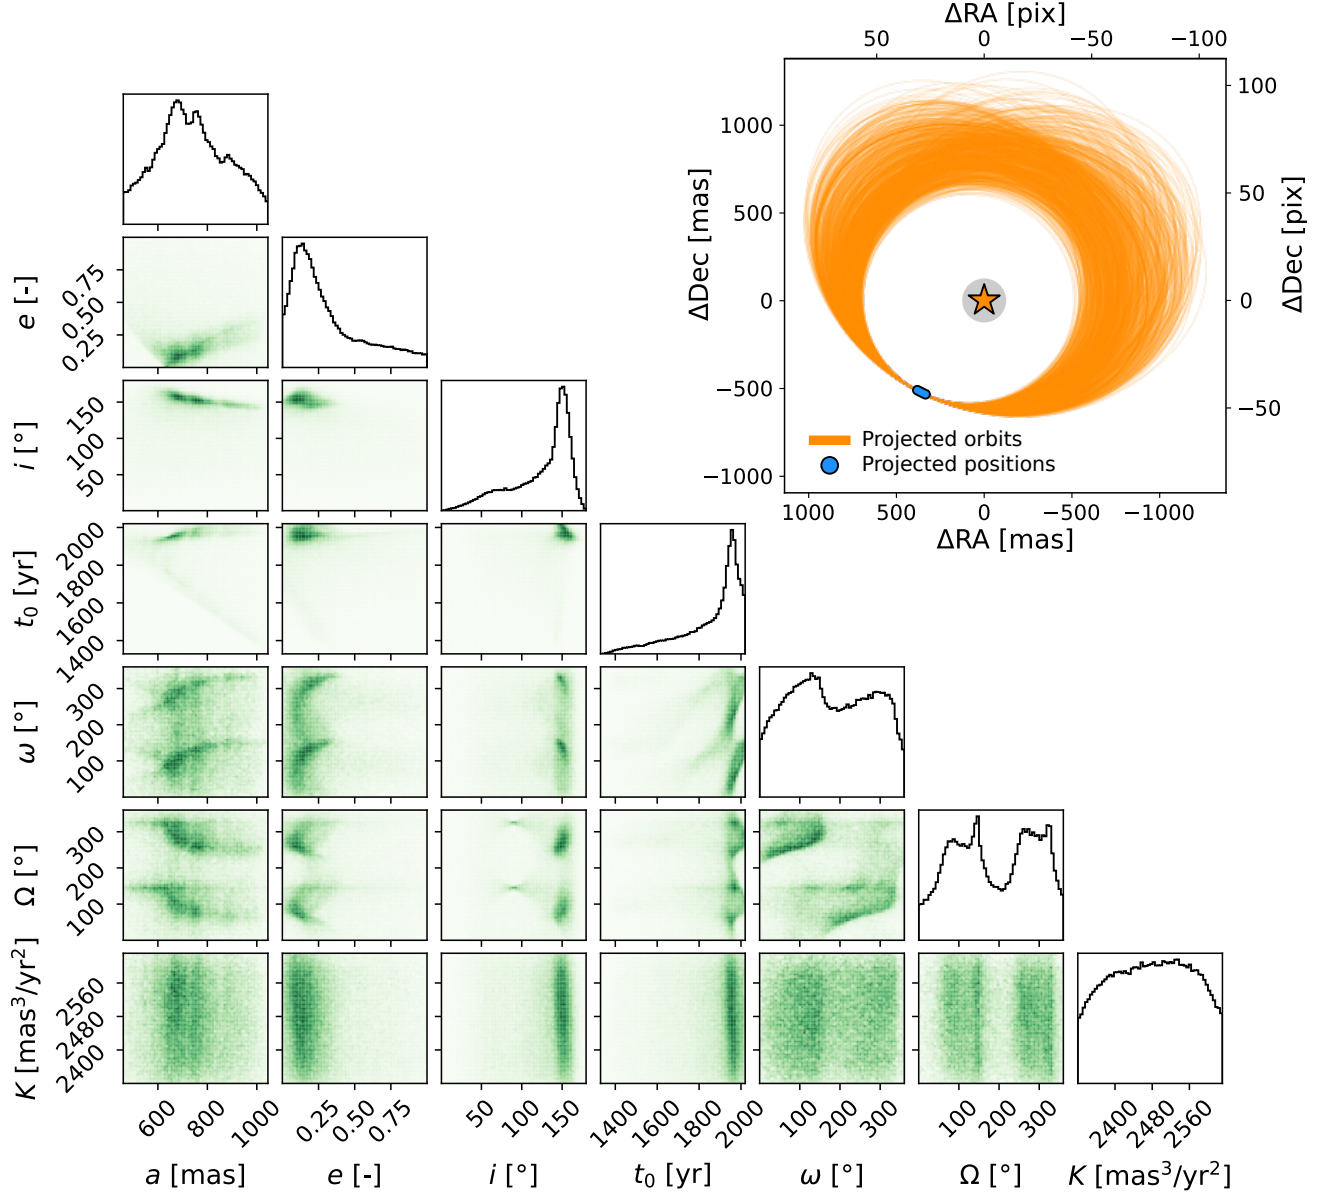 ΔRA [pix]
50 0 −50 −100
1000
500
0
−500
−1000
ΔDec [mas]
100
50
0
−50
ΔDec [pix]
Projected orbits
Projected positions
1000 500 0 −500 −1000
ΔRA [mas]
e [-]
0.75
0.50
0.25
i [°]
150
100
50
t₀ [yr]
2000
1800
1600
1400
ω [°]
300
200
100
Ω [°]
300
200
100
K [mas³/yr²]
2560
2480
2400
600 800 1000
0.25 0.50 0.75
50 100 150
1400 1600 1800 2000
100 200 300
100 200 300
2400 2480 2560
a [mas] e [-] i [°] t₀ [yr] ω [°] Ω [°] K [mas³/yr²]